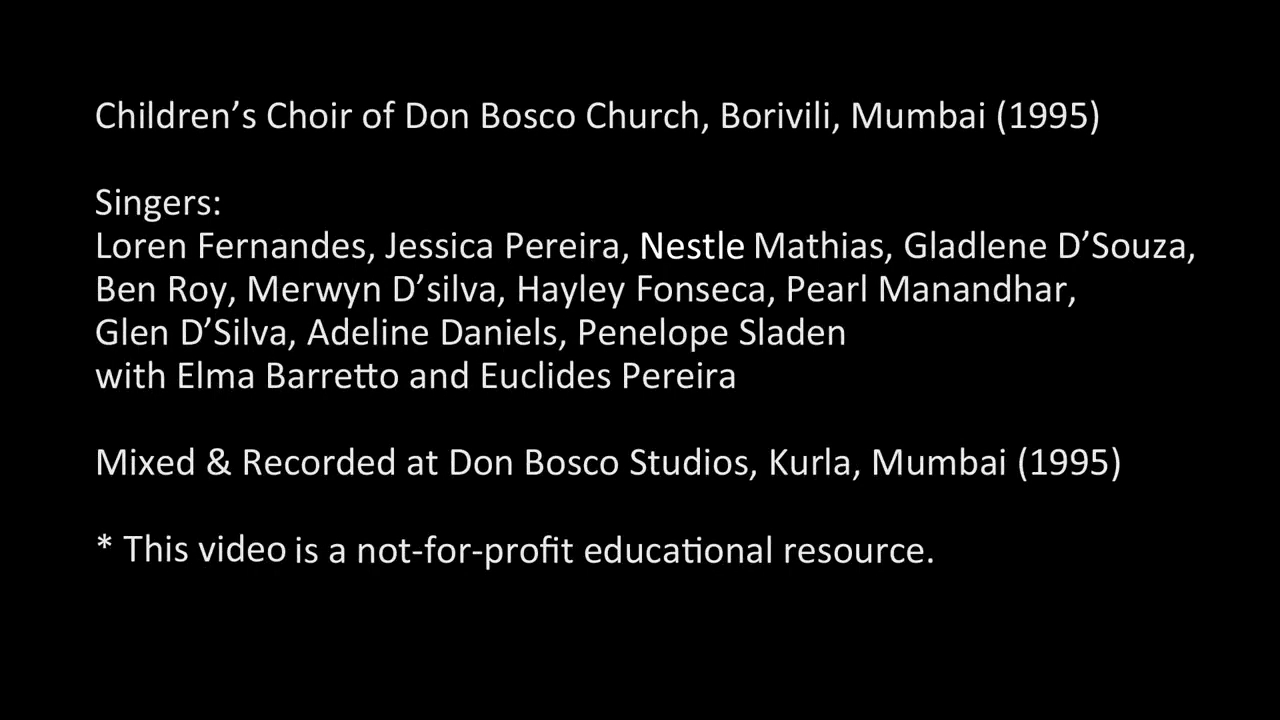 Children’s Choir of Don Bosco Church, Borivili, Mumbai (1995)
Singers:
Loren Fernandes, Jessica Pereira, Nestle Mathias, Gladlene D’Souza,
Ben Roy, Merwyn D’silva, Hayley Fonseca, Pearl Manandhar,
Glen D’Silva, Adeline Daniels, Penelope Sladen
with Elma Barretto and Euclides Pereira
Mixed & Recorded at Don Bosco Studios, Kurla, Mumbai (1995)
* This video is a not-for-profit educational resource.